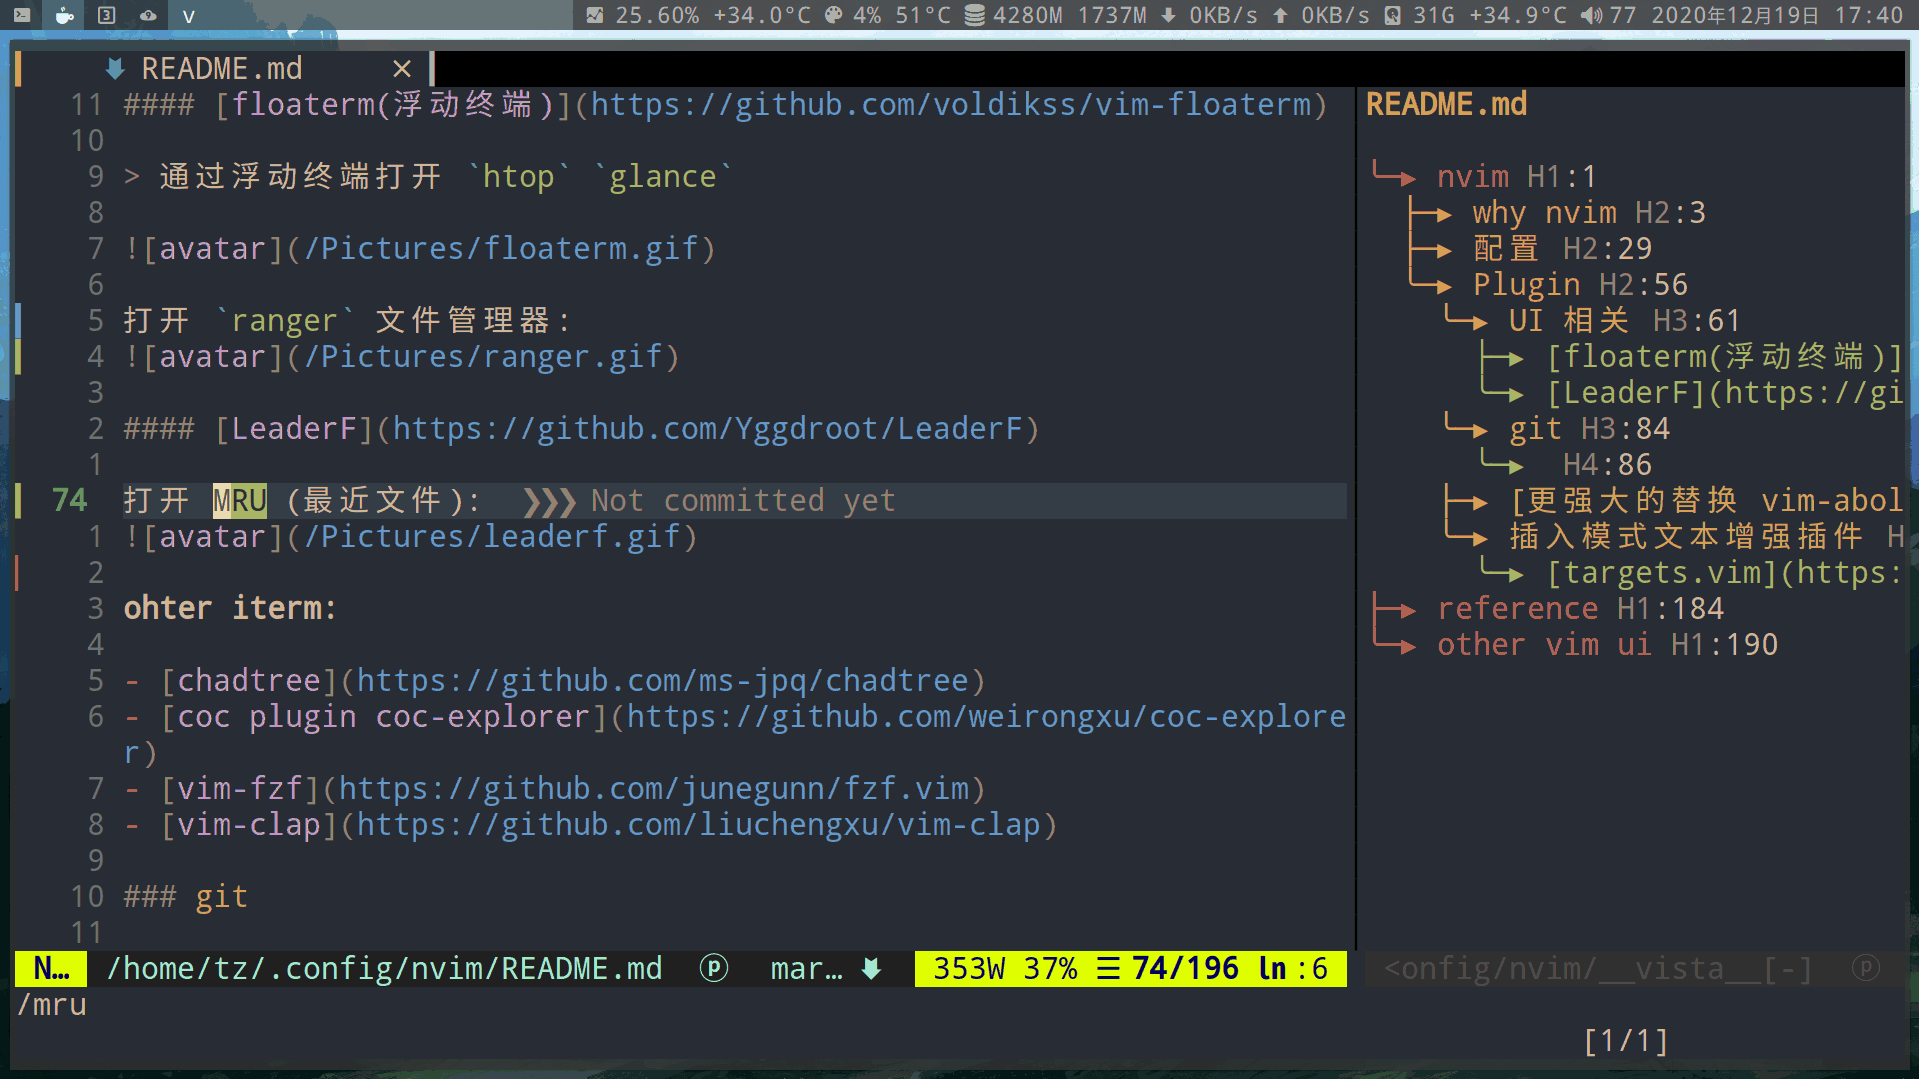 3 V 25.60% +34.0°C 4% 51°C 4280M 1737M 0KB/s 0KB/s 31G +34.9°C 77 2020年12月19日 17:40
README.md ×
11 #### [floaterm(浮动终端)](https://github.com/voldikss/vim-floaterm)
10
9 > 通过浮动终端打开 `htop` `glance`
8
7 ![avatar](/Pictures/floaterm.gif)
6
5 打开 `ranger` 文件管理器:
4 ![avatar](/Pictures/ranger.gif)
3
2 #### [LeaderF](https://github.com/Yggdroot/LeaderF)
1
74 打开 MRU (最近文件): ❯❯❯ Not committed yet
1 ![avatar](/Pictures/leaderf.gif)
2
3 ohter iterm:
4
5 - [chadtree](https://github.com/ms-jpq/chadtree)
6 - [coc plugin coc-explorer](https://github.com/weirongxu/coc-explore
r)
7 - [vim-fzf](https://github.com/junegunn/fzf.vim)
8 - [vim-clap](https://github.com/liuchengxu/vim-clap)
9
10 ### git
11
README.md
nvim H1:1
why nvim H2:3
配置 H2:29
Plugin H2:56
UI 相关 H3:61
[floaterm(浮动终端)]
[LeaderF](https://gi
git H3:84
H4:86
[更强大的替换 vim-abol
插入模式文本增强插件 H
[targets.vim](https:
reference H1:184
other vim ui H1:190
N… /home/tz/.config/nvim/README.md ⓟ mar… 353W 37% ☰ 74/196 ln :6
<onfig/nvim/__vista__[-] ⓟ
/mru
[1/1]